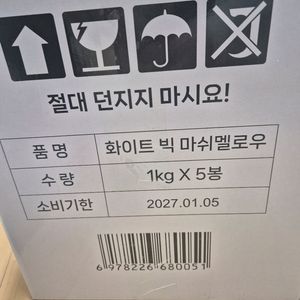 절대 던지지 마시요!
품 명 화이트 빅 마쉬멜로우
수 량 1kg X 5봉
소비기한 2027.01.05
6 978226 680051